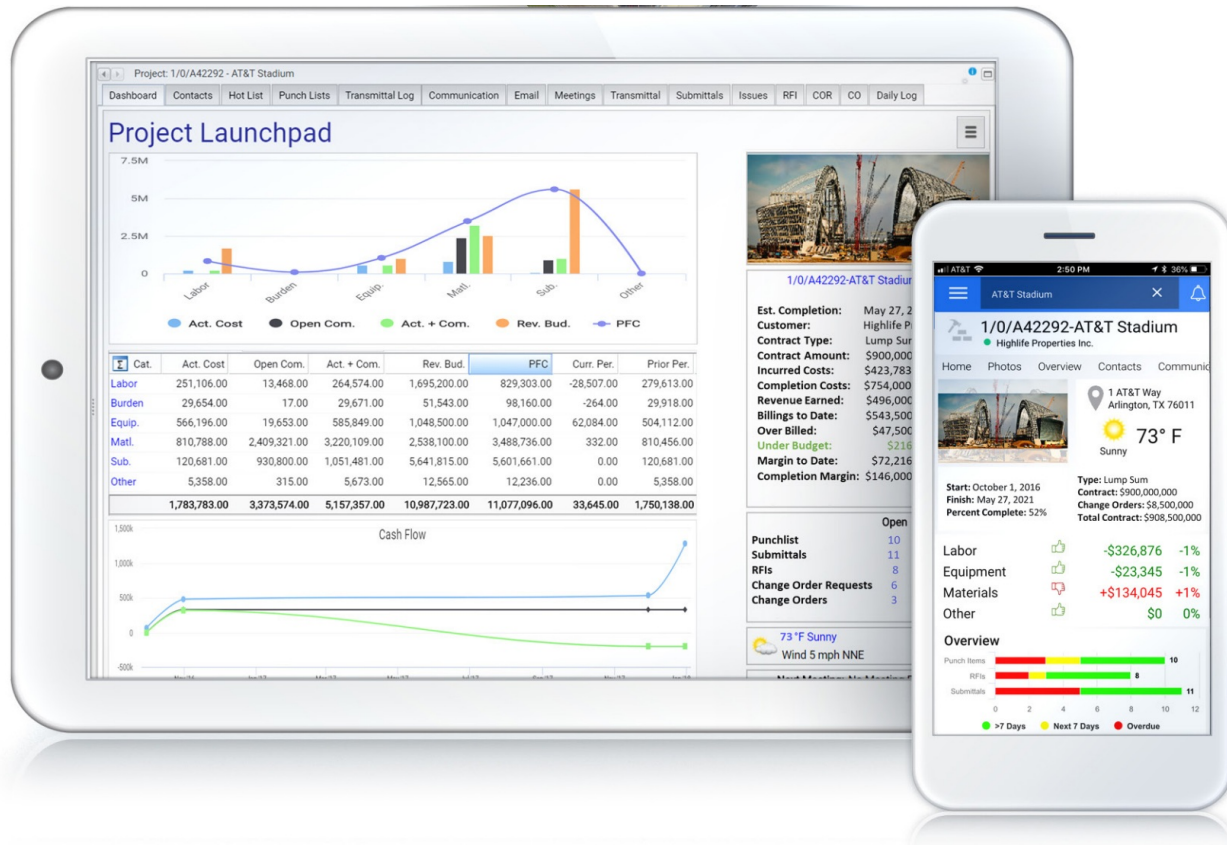 Project: 1/0/A42292 - AT&T Stadium
Dashboard Contacts Hot List Punch Lists Transmittal Log Communication Email Meetings Transmittal Submittals Issues RFI COR CO Daily Log
Project Launchpad
7.5M
5M
2.5M
0
Labor Burden Equip. Matl. Sub. Other
Act. Cost Open Com. Act. + Com. Rev. Bud. PFC
Σ Cat. Act. Cost Open Com. Act. + Com. Rev. Bud. PFC Curr. Per. Prior Per.
Labor 251,106.00 13,468.00 264,574.00 1,695,200.00 829,303.00 -28,507.00 279,613.00
Burden 29,654.00 17.00 29,671.00 51,543.00 98,160.00 -264.00 29,918.00
Equip. 566,196.00 19,653.00 585,849.00 1,048,500.00 1,047,000.00 62,084.00 504,112.00
Matl. 810,788.00 2,409,321.00 3,220,109.00 2,538,100.00 3,488,736.00 332.00 810,456.00
Sub. 120,681.00 930,800.00 1,051,481.00 5,641,815.00 5,601,661.00 0.00 120,681.00
Other 5,358.00 315.00 5,673.00 12,565.00 12,236.00 0.00 5,358.00
1,783,783.00 3,373,574.00 5,157,357.00 10,987,723.00 11,077,096.00 33,645.00 1,750,138.00
Cash Flow
1,500k
1,000k
500k
0
-500k
1/0/A42292-AT&T Stadium
Est. Completion: May 27, 2
Customer: Highlife P
Contract Type: Lump Sur
Contract Amount: $900,000
Incurred Costs: $423,783
Completion Costs: $754,000
Revenue Earned: $496,000
Billings to Date: $543,500
Over Billed: $47,500
Under Budget: $216
Margin to Date: $72,216
Completion Margin: $146,000
Open
Punchlist 10
Submittals 11
RFIs 8
Change Order Requests 6
Change Orders 3
73°F Sunny
Wind 5 mph NNE
AT&T 2:50 PM 36%
AT&T Stadium ×
1/0/A42292-AT&T Stadium
Highlife Properties Inc.
Home Photos Overview Contacts Communic
1 AT&T Way
Arlington, TX 76011
73° F
Sunny
Start: October 1, 2016
Finish: May 27, 2021
Percent Complete: 52%
Type: Lump Sum
Contract: $900,000,000
Change Orders: $8,500,000
Total Contract: $908,500,000
Labor -$326,876 -1%
Equipment -$23,345 -1%
Materials +$134,045 +1%
Other $0 0%
Overview
Punch Items 10
RFIs 8
Submittals 11
0 2 4 6 8 10 12
>7 Days Next 7 Days Overdue